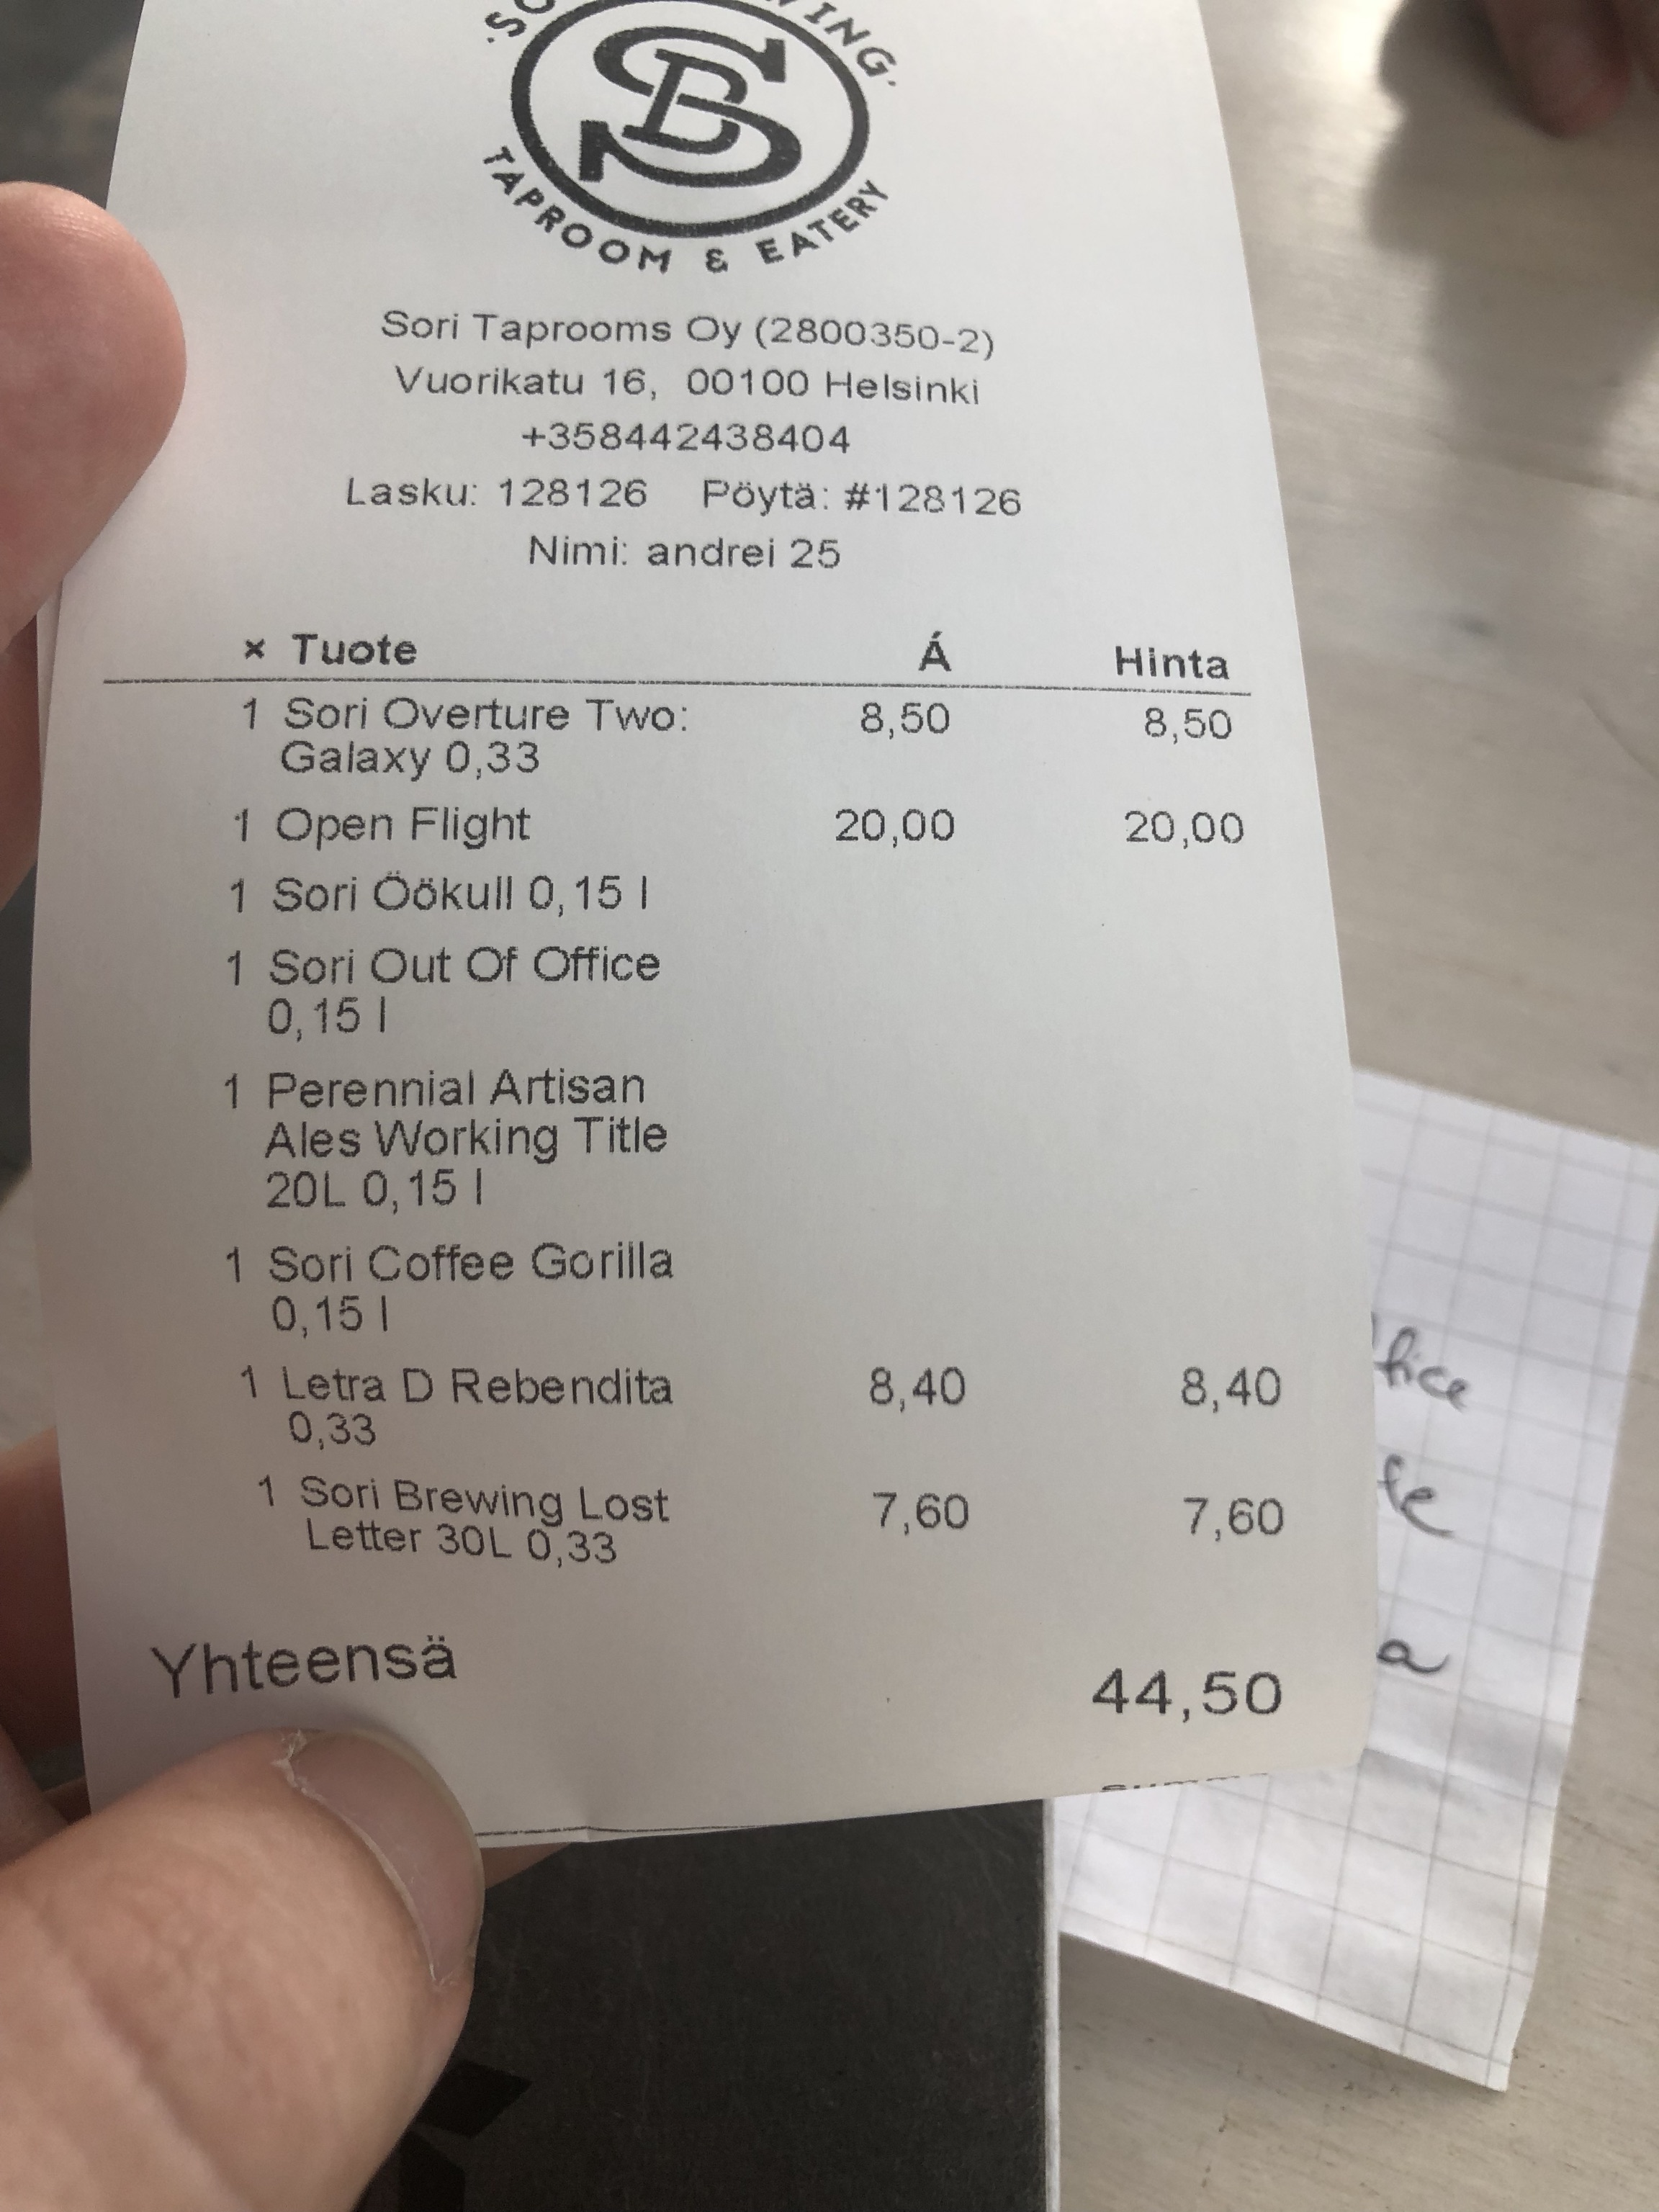 SB
TAPROOM & EATERY
Sori Taprooms Oy (2800350-2)
Vuorikatu 16, 00100 Helsinki
+358442438404
Lasku: 128126 Pöytä: #128126
Nimi: andrei 25
× Tuote Á Hinta
1 Sori Overture Two: 8,50 8,50
Galaxy 0,33
1 Open Flight 20,00 20,00
1 Sori Öökull 0,15 l
1 Sori Out Of Office
0,15 l
1 Perennial Artisan
Ales Working Title
20L 0,15 l
1 Sori Coffee Gorilla
0,15 l
1 Letra D Rebendita 8,40 8,40
0,33
1 Sori Brewing Lost 7,60 7,60
Letter 30L 0,33
Yhteensä 44,50